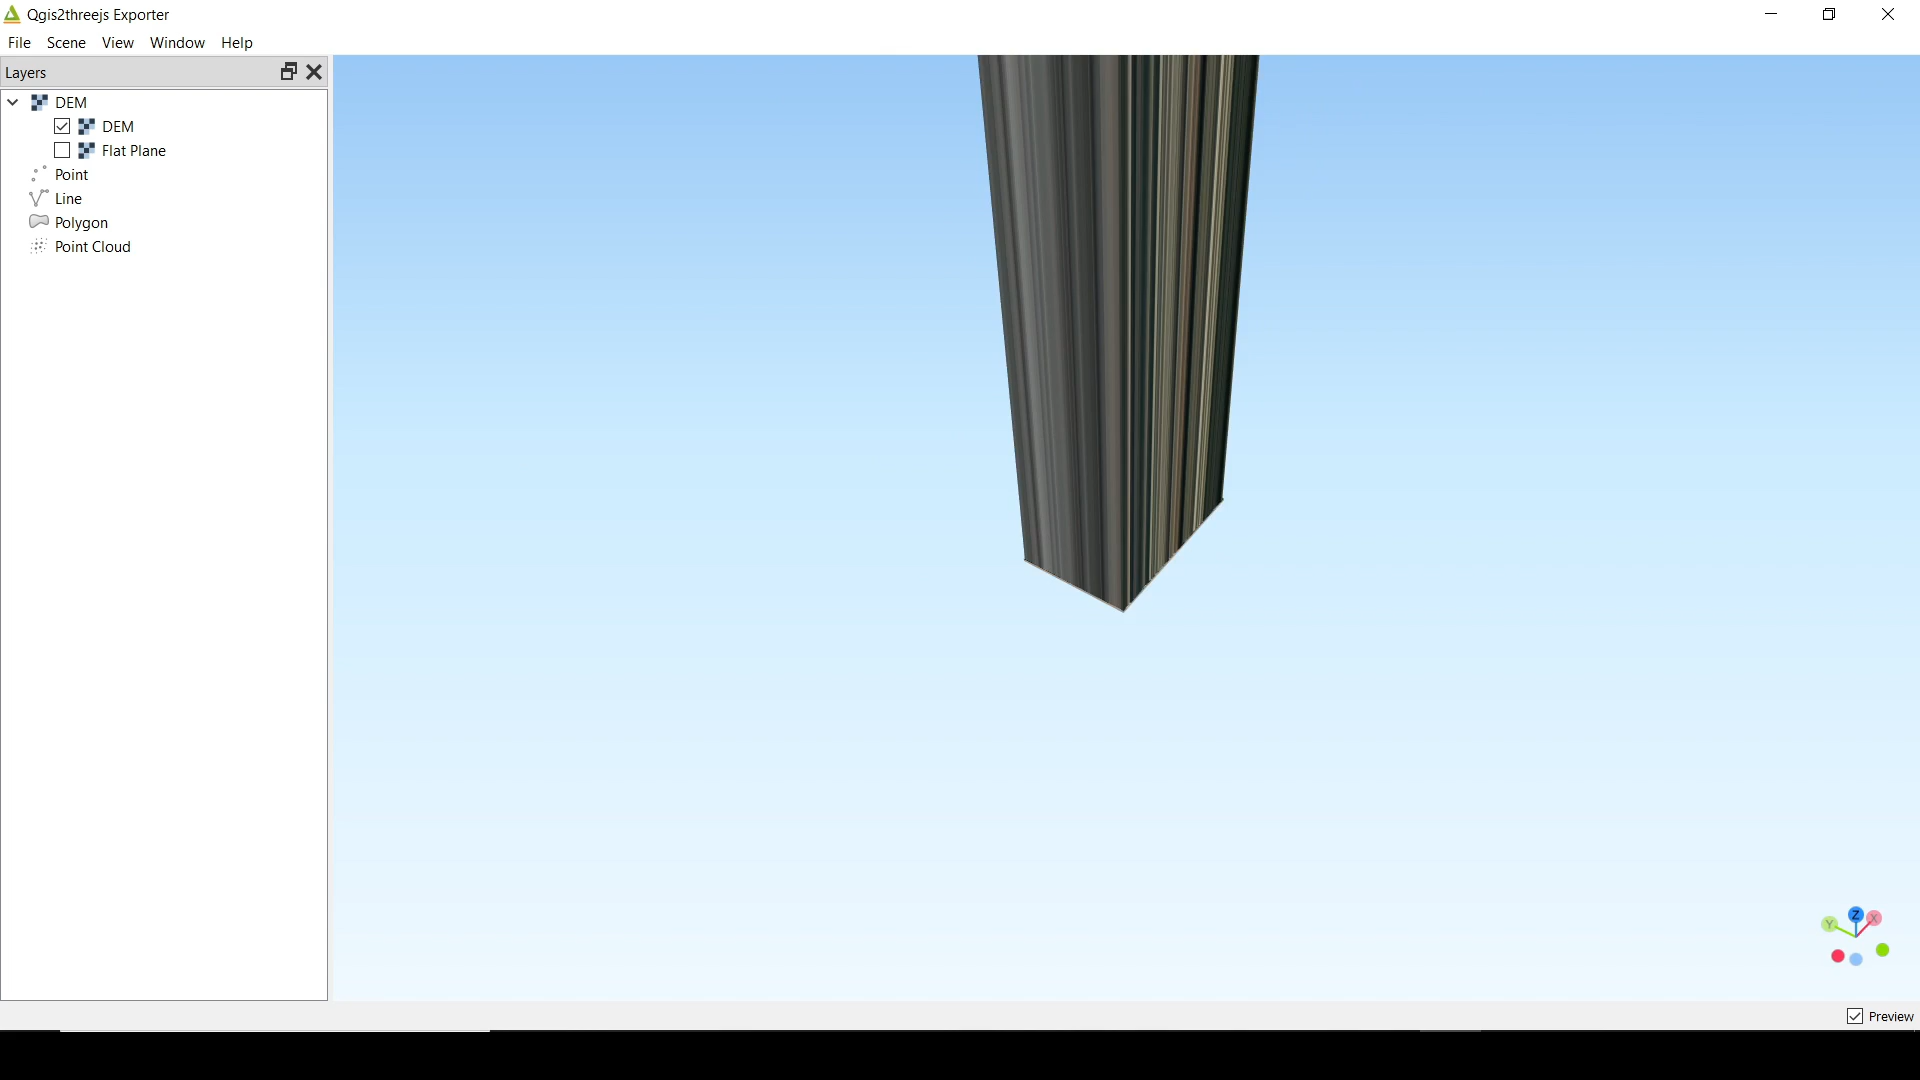 Qgis2threejs Exporter
File Scene View Window Help
Layers
DEM
DEM
Flat Plane
Point
Line
Polygon
Point Cloud
Y Z X
Preview